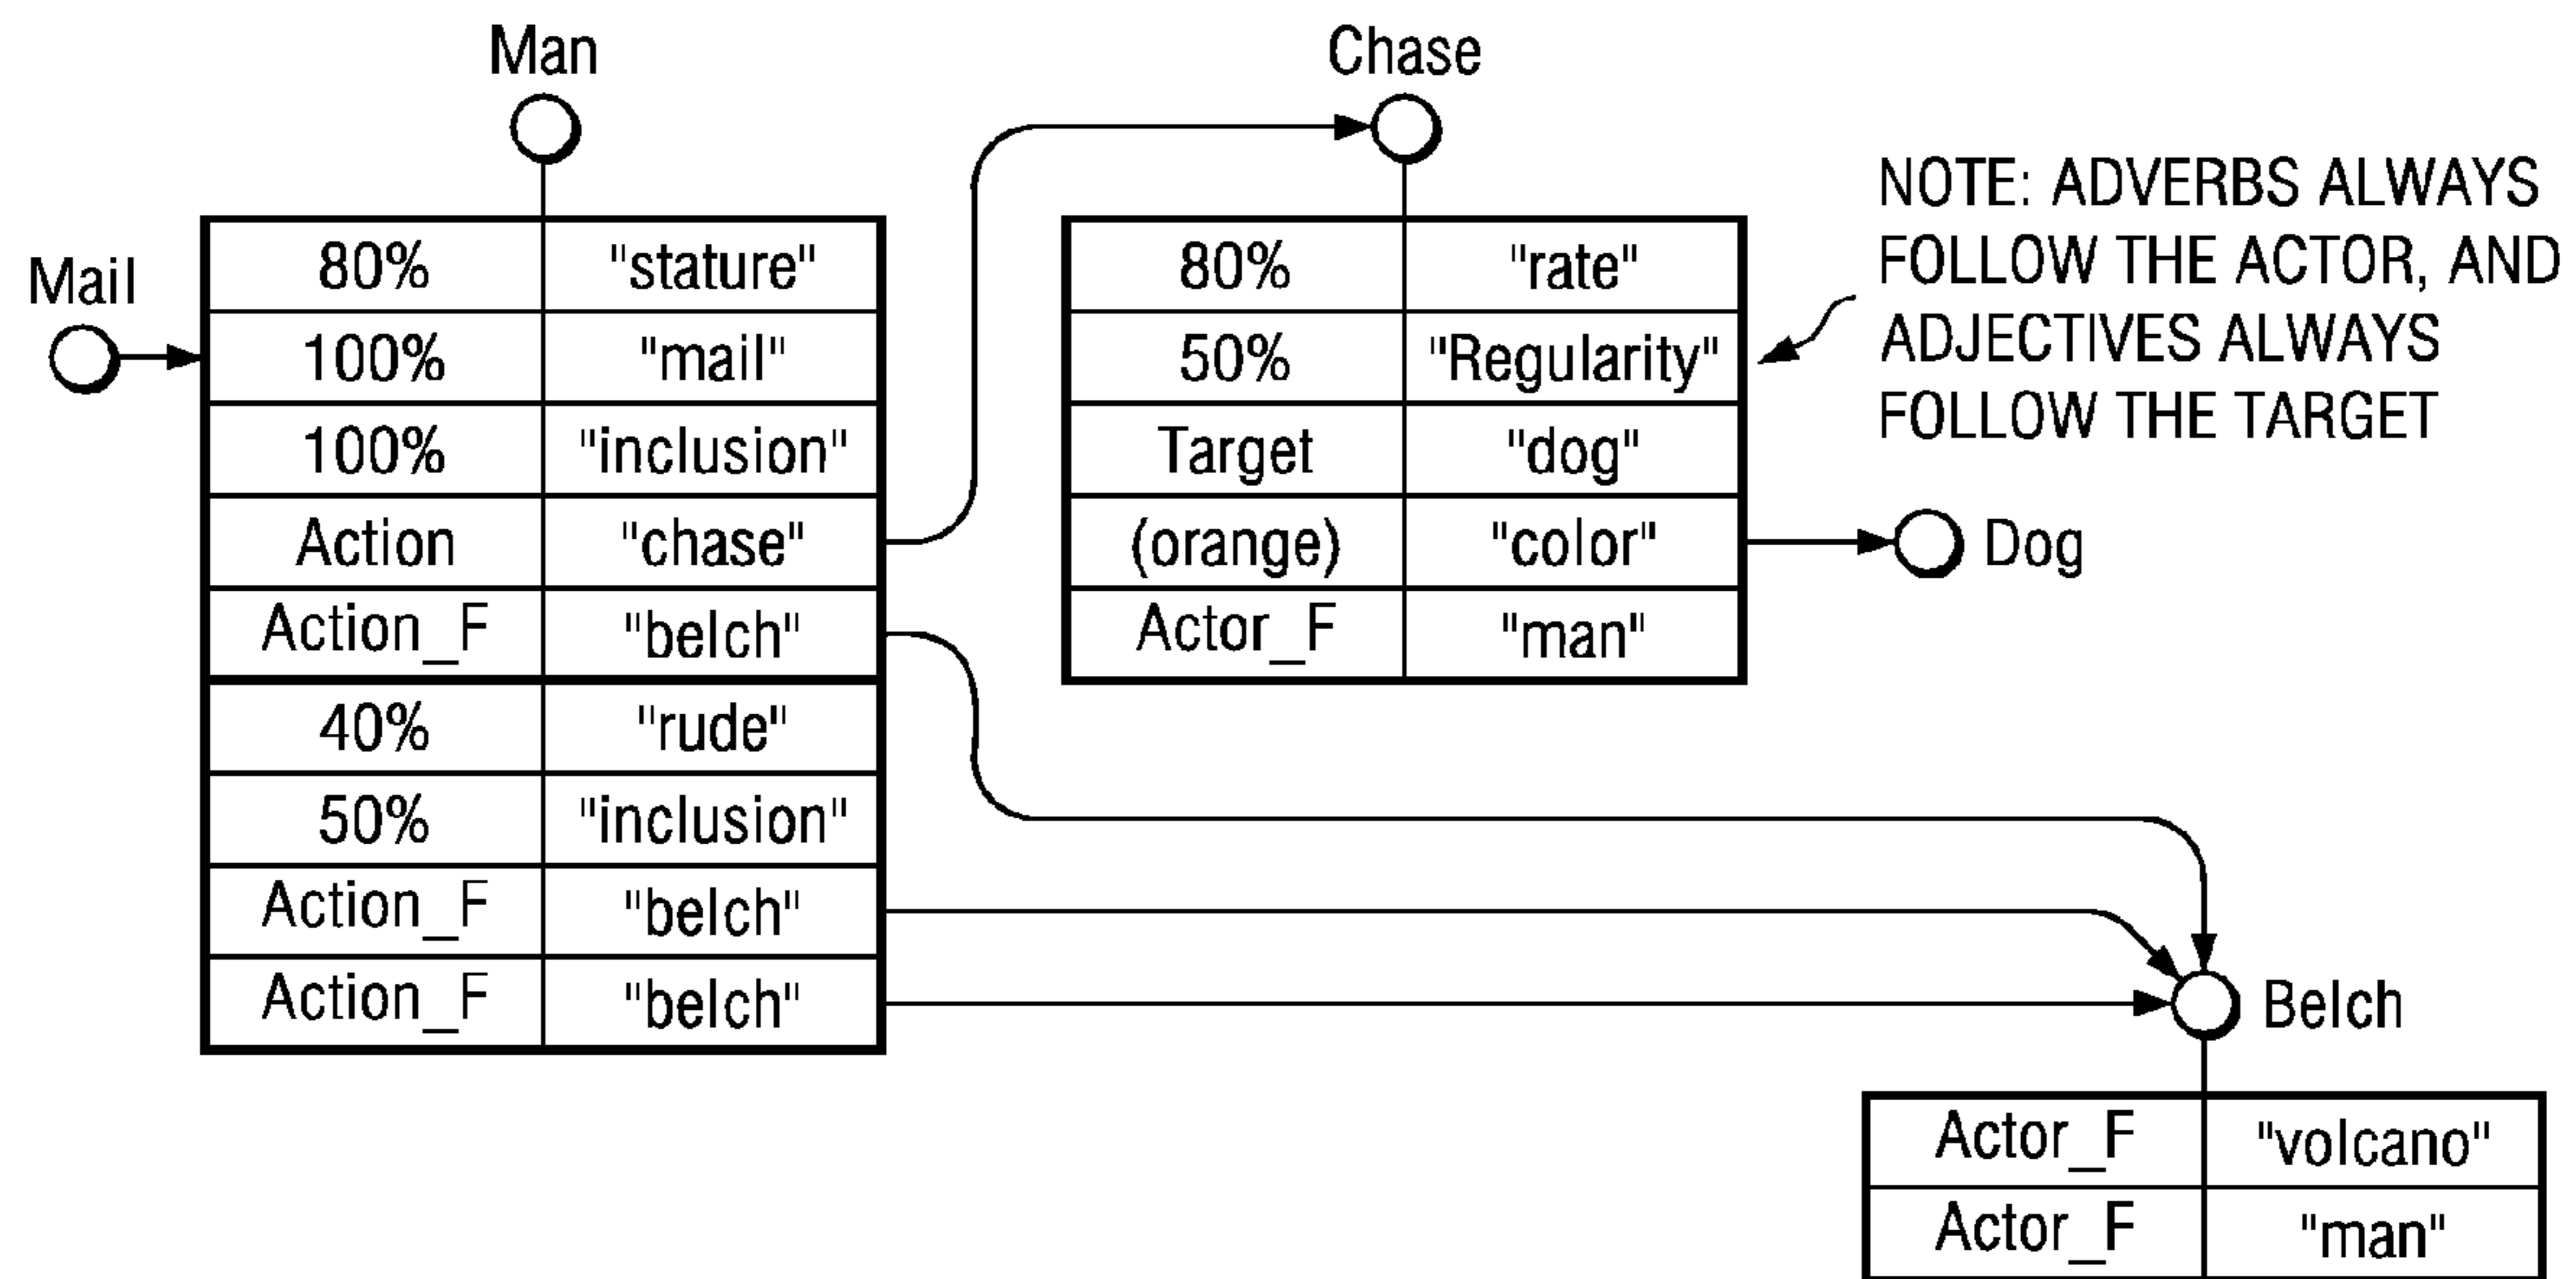 Man
Chase
Mail
80% "stature"
100% "mail"
100% "inclusion"
Action "chase"
Action_F "belch"
40% "rude"
50% "inclusion"
Action_F "belch"
Action_F "belch"
80% "rate"
50% "Regularity"
Target "dog"
(orange) "color"
Actor_F "man"
NOTE: ADVERBS ALWAYS
FOLLOW THE ACTOR, AND
ADJECTIVES ALWAYS
FOLLOW THE TARGET
Dog
Belch
Actor_F "volcano"
Actor_F "man"